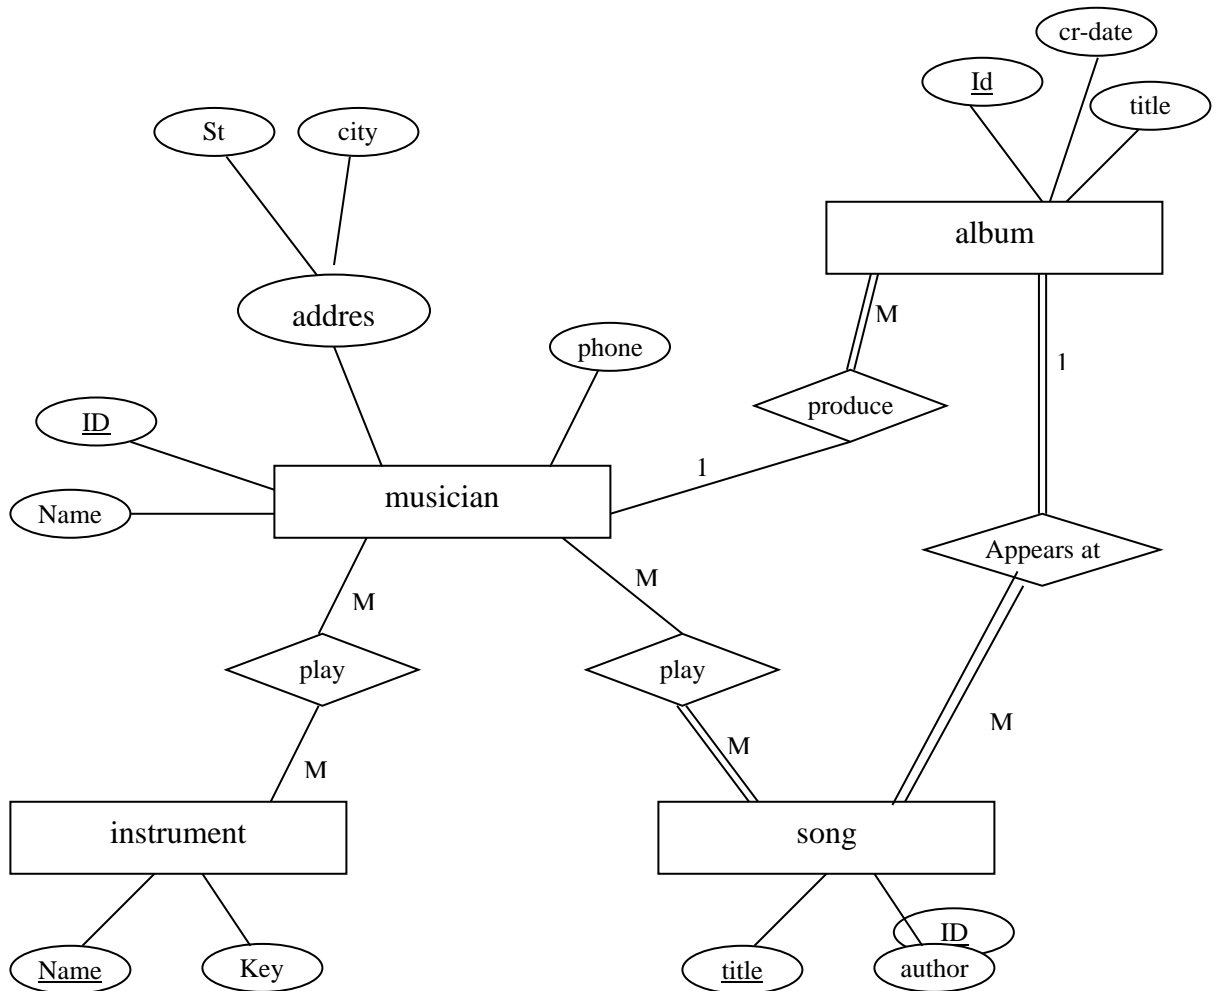 cr-date
Id
title
St
city
album
addres
M
phone
1
produce
ID
1
musician
Name
Appears at
M
M
play
play
M
M
M
instrument
song
ID
Name
Key
title
author